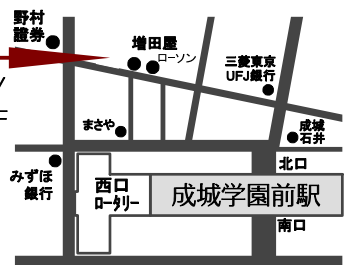 野村
證券
増田屋
ローソン
三菱東京
UFJ銀行
まさや
成城
石井
みずほ
銀行
西口
ロータリー
北口
成城学園前駅
南口